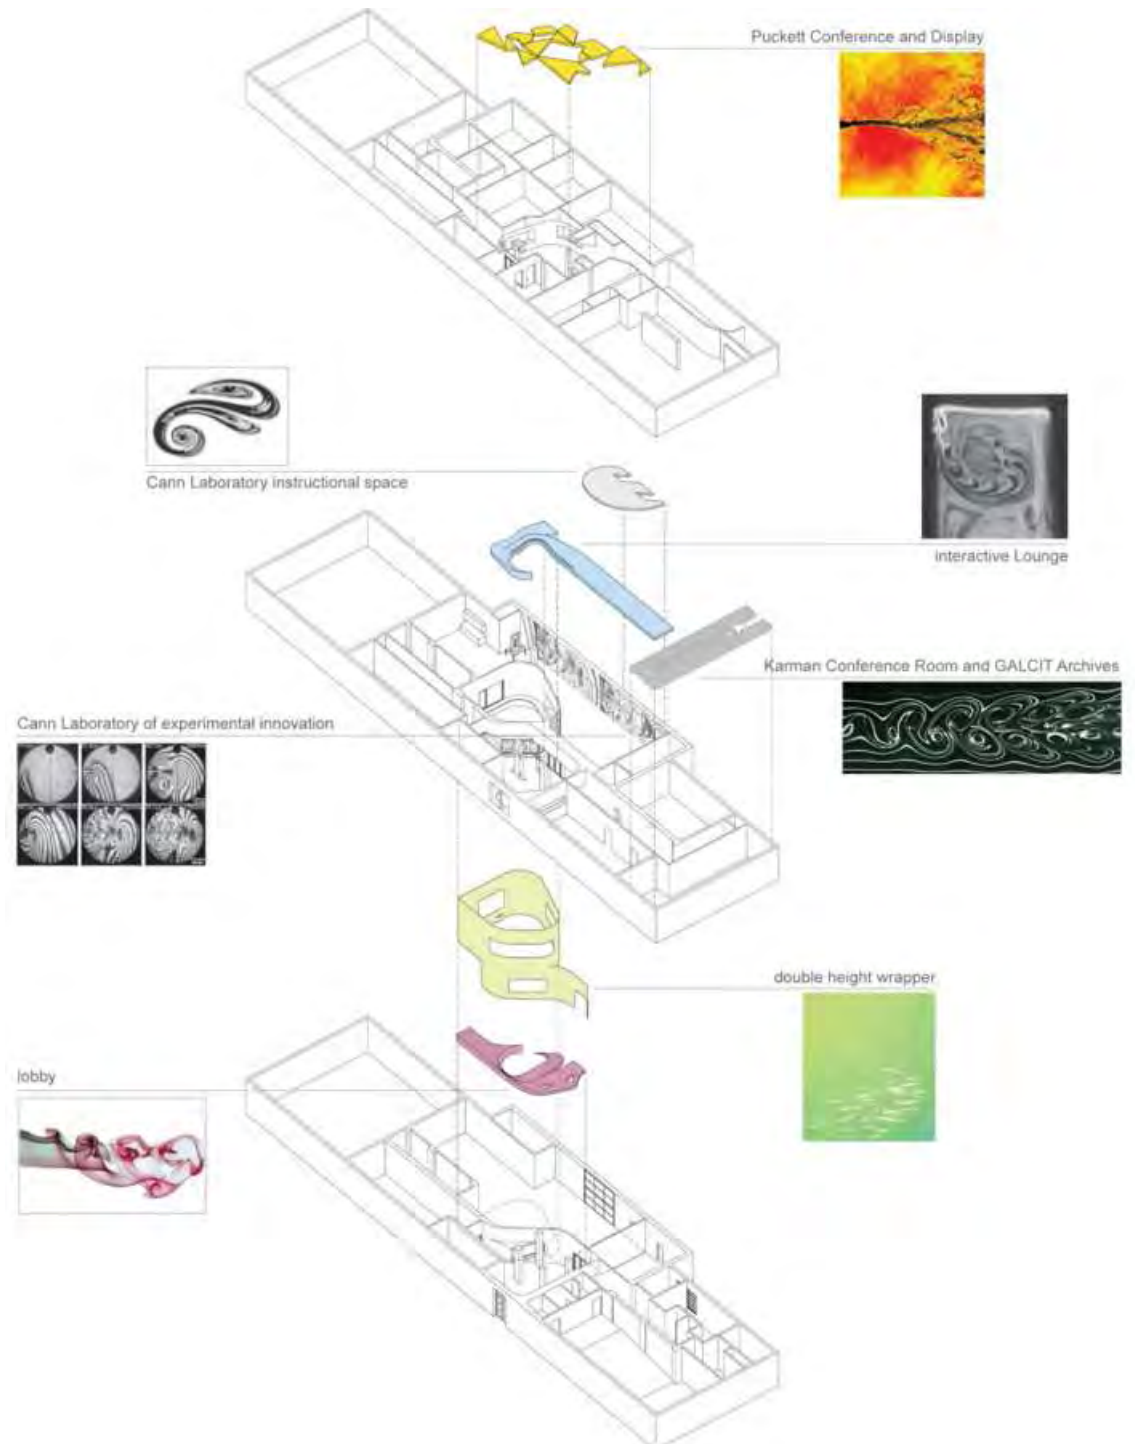 Puckett Conference and Display
Cann Laboratory instructional space
interactive Lounge
Karman Conference Room and GALCIT Archives
Cann Laboratory of experimental innovation
double height wrapper
lobby